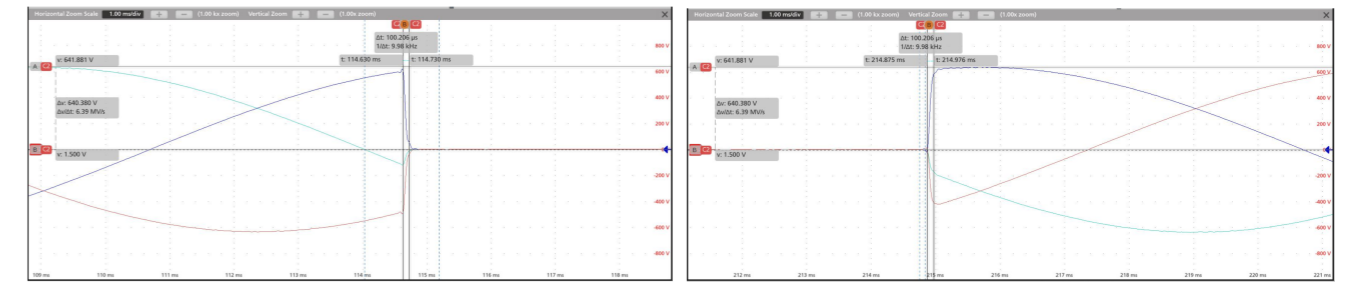 Horizontal Zoom Scale 1.00 ms/div + — (1.00 kx zoom) Vertical Zoom + — (1.00x zoom) X
Δt: 100.206 µs
1/Δt: 9.98 kHz
t: 114.630 ms t: 114.730 ms
v: 641.881 V
A
Δv: 640.380 V
Δv/Δt: 6.39 MV/s
B
v: 1.500 V
800 V
600 V
400 V
200 V
-200 V
-400 V
-600 V
-800 V
109 ms 110 ms 111 ms 112 ms 113 ms 114 ms 115 ms 116 ms 117 ms 118 ms
Horizontal Zoom Scale 1.00 ms/div + — (1.00 kx zoom) Vertical Zoom + — (1.00x zoom) X
Δt: 100.206 µs
1/Δt: 9.98 kHz
t: 214.875 ms t: 214.976 ms
v: 641.881 V
A
Δv: 640.380 V
Δv/Δt: 6.39 MV/s
B
v: 1.500 V
800 V
600 V
400 V
200 V
-200 V
-400 V
-600 V
-800 V
212 ms 213 ms 214 ms 215 ms 216 ms 217 ms 218 ms 219 ms 220 ms 221 ms